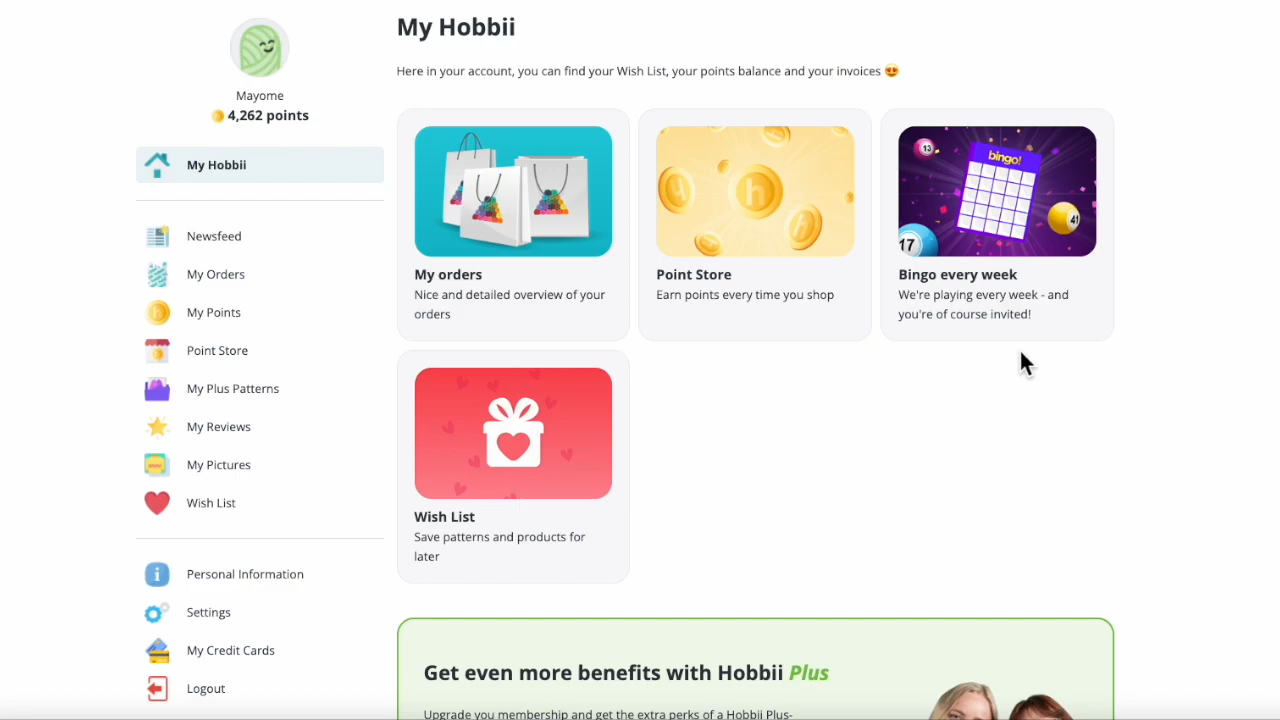 Mayome
4,262 points
My Hobbii
Newsfeed
My Orders
My Points
Point Store
My Plus Patterns
My Reviews
My Pictures
Wish List
Personal Information
Settings
My Credit Cards
Logout
My Hobbii
Here in your account, you can find your Wish List, your points balance and your invoices 😍
My orders
Nice and detailed overview of your
orders
h
Point Store
Earn points every time you shop
13
bingo!
41
17
Bingo every week
We're playing every week - and
you're of course invited!
Wish List
Save patterns and products for
later
Get even more benefits with Hobbii Plus
Upgrade you membership and get the extra perks of a Hobbii Plus-